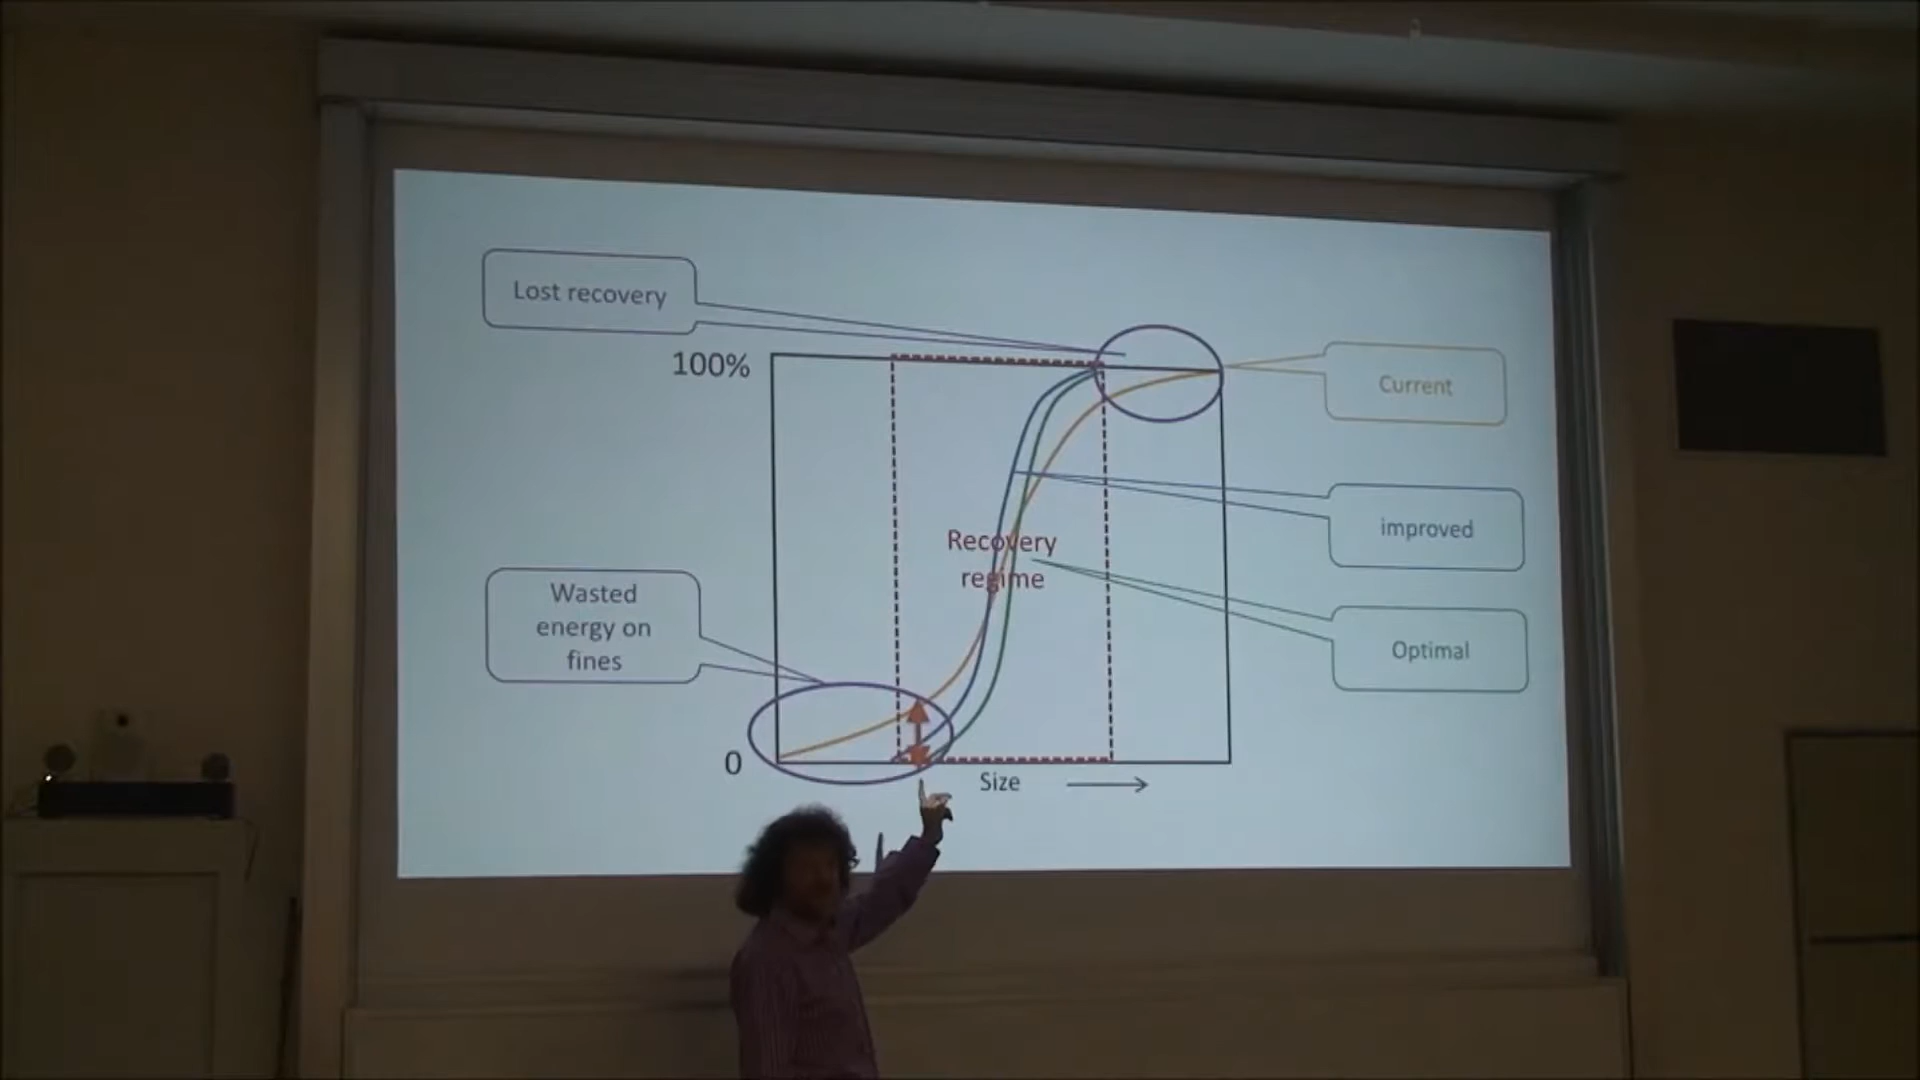 Lost recovery
100%
Current
improved
Recovery
regime
Wasted
energy on
fines
Optimal
0
Size